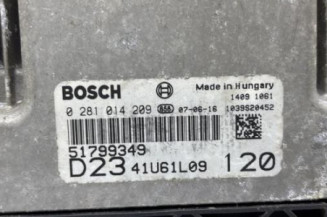 BOSCH Made in Hungary
1409 1061
0 281 014 209 07-06-16 1039S20452
51799349
D23 41U61L09 120